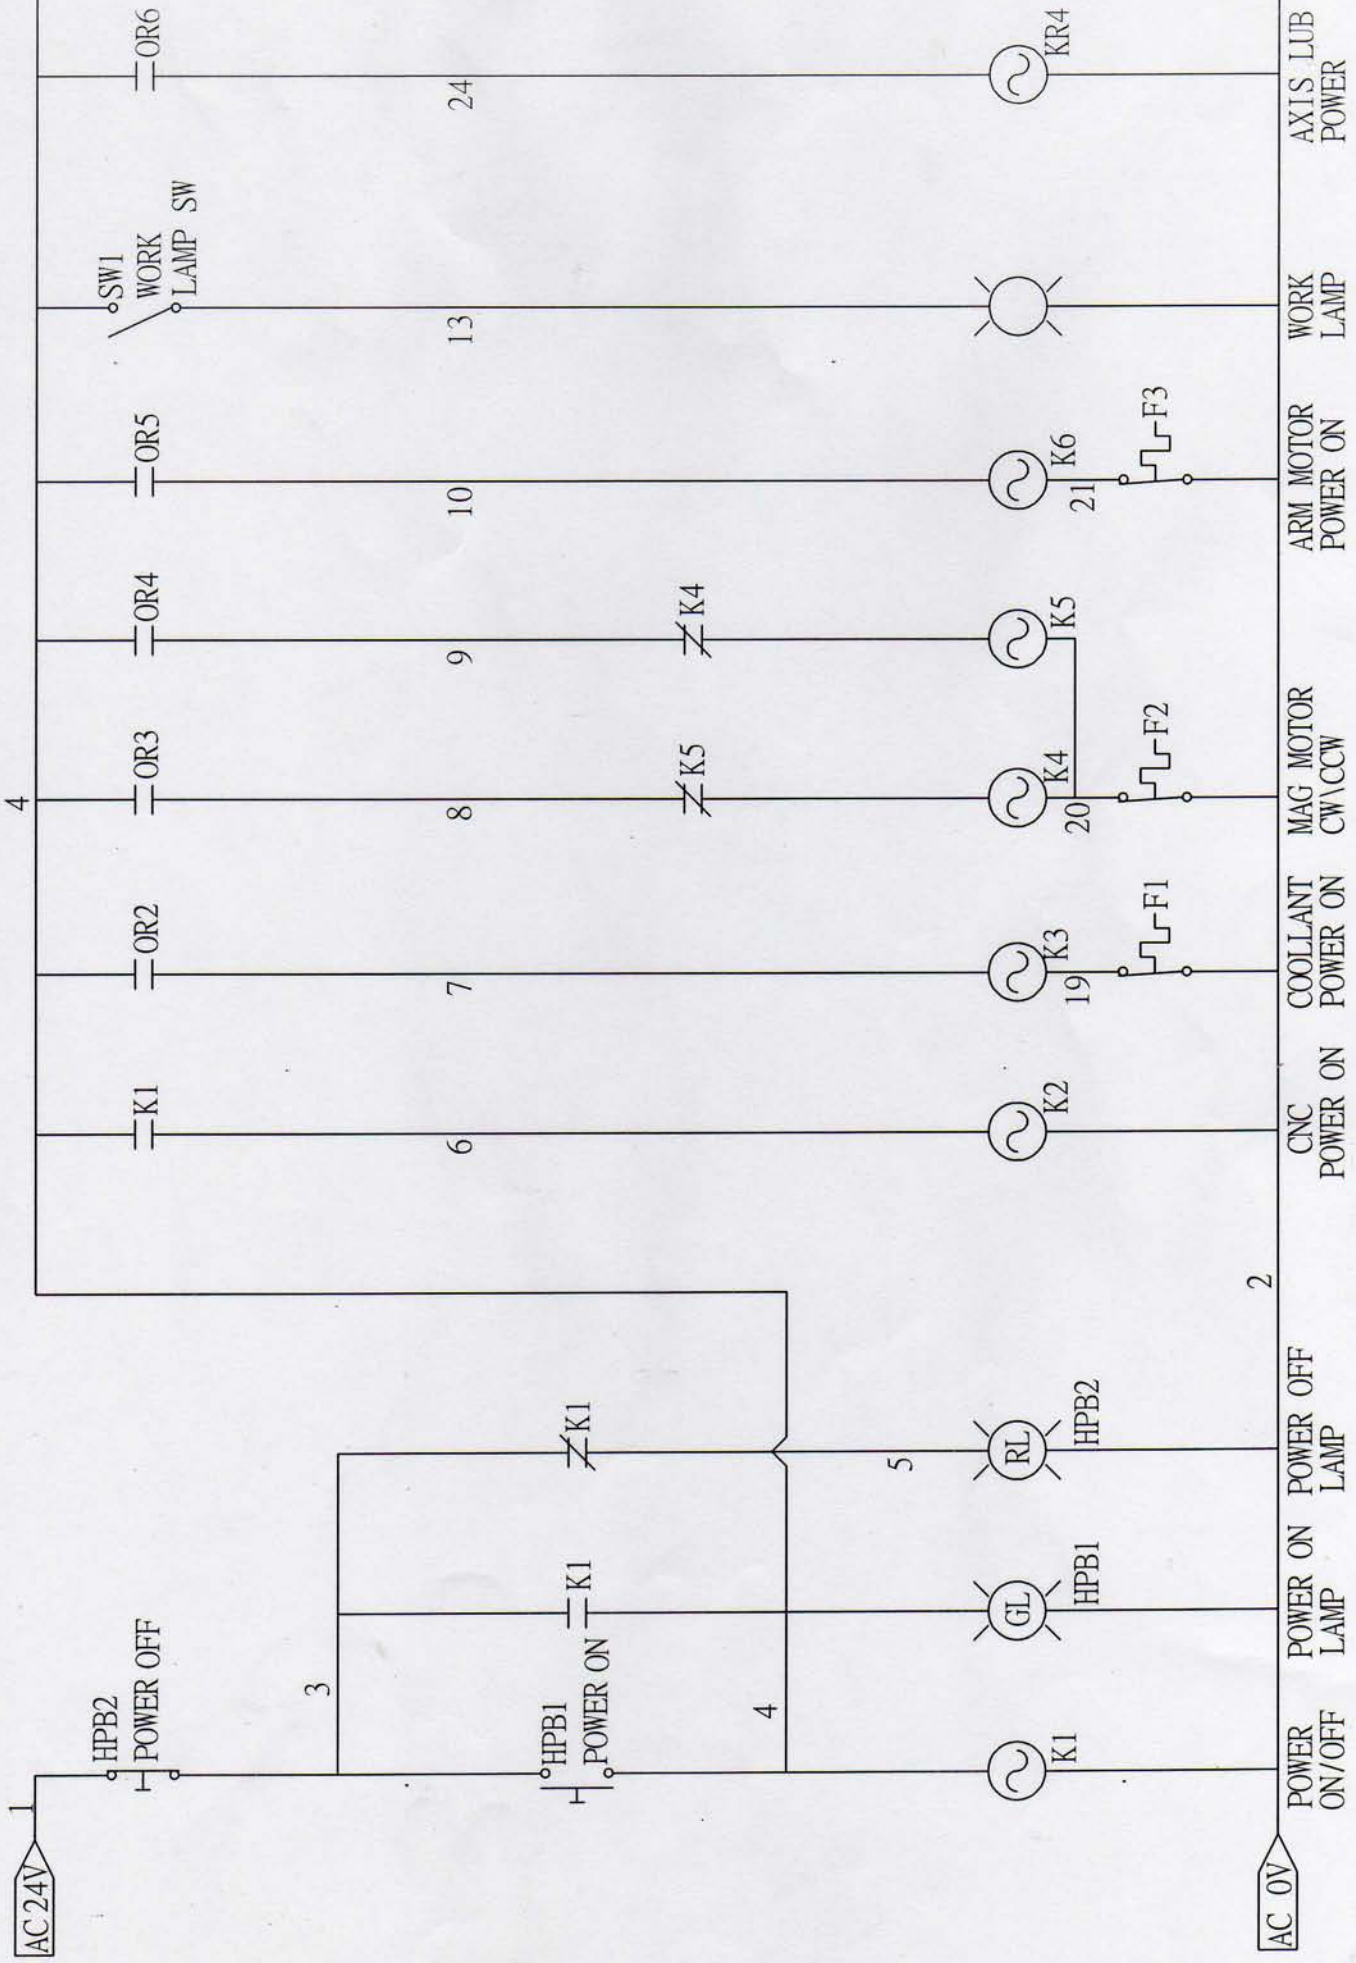 AC24V
1
HPB2
POWER OFF
3
HPB1
POWER ON
4
K1
POWER
ON/OFF
K1
GL
HPB1
POWER ON
LAMP
K1
5
RL
HPB2
POWER OFF
LAMP
AC 0V
2
K1
6
K2
CNC
POWER ON
OR2
7
K3
19
F1
COOLLANT
POWER ON
4
OR3
8
K5
K4
20
F2
MAG MOTOR
CW\CCW
OR4
9
K4
K5
OR5
10
K6
21
F3
ARM MOTOR
POWER ON
SW1
WORK
LAMP SW
13
WORK
LAMP
OR6
24
KR4
AXIS LUB
POWER